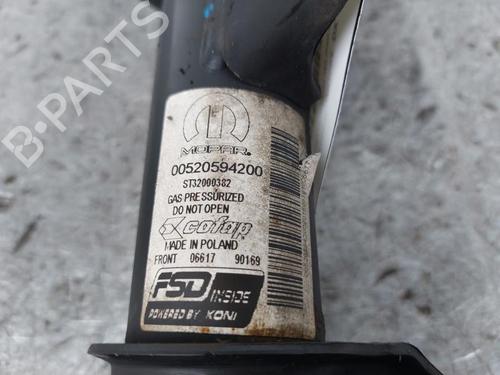 MOPAR®
00520594200
ST32000382
GAS PRESSURIZED
DO NOT OPEN
cofap
MADE IN POLAND
FRONT 06617 90169
FSD INSIDE
POWERED BY KONI
B-PARTS